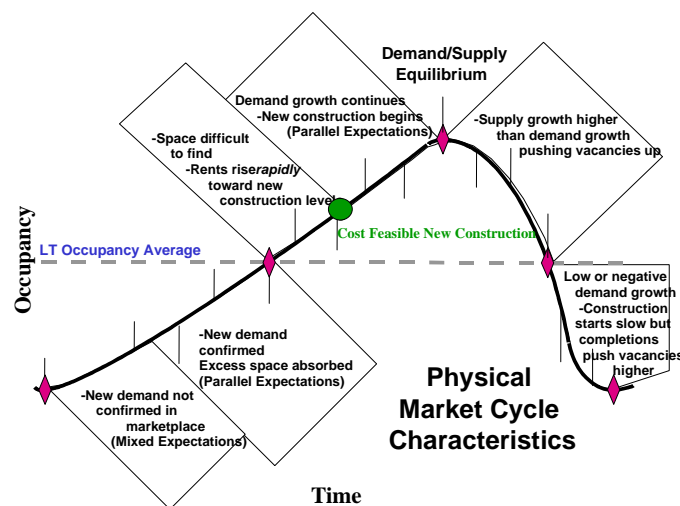 Demand/Supply
Equilibrium
Demand growth continues
-New construction begins
(Parallel Expectations)
-Supply growth higher
than demand growth
pushing vacancies up
-Space difficult
to find
-Rents riserapidly
toward new
construction level
Cost Feasible New Construction
LT Occupancy Average
Occupancy
Low or negative
demand growth
-Construction
starts slow but
completions
push vacancies
higher
-New demand
confirmed
Excess space absorbed
(Parallel Expectations)
-New demand not
confirmed in
marketplace
(Mixed Expectations)
Physical
Market Cycle
Characteristics
Time